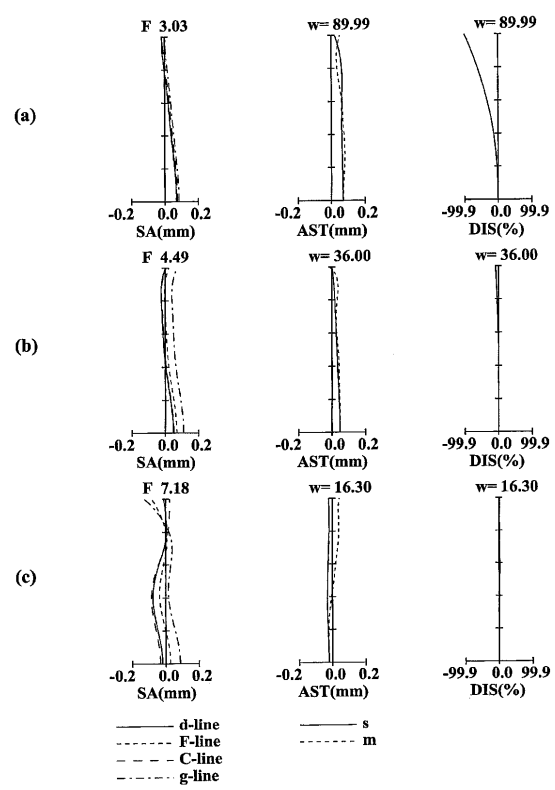 F 3.03 w= 89.99 w= 89.99
(a)
-0.2 0.0 0.2 -0.2 0.0 0.2 -99.9 0.0 99.9
SA(mm) AST(mm) DIS(%)
F 4.49 w= 36.00 w= 36.00
(b)
-0.2 0.0 0.2 -0.2 0.0 0.2 -99.9 0.0 99.9
SA(mm) AST(mm) DIS(%)
F 7.18 w= 16.30 w= 16.30
(c)
-0.2 0.0 0.2 -0.2 0.0 0.2 -99.9 0.0 99.9
SA(mm) AST(mm) DIS(%)
d-line s
F-line m
C-line
g-line